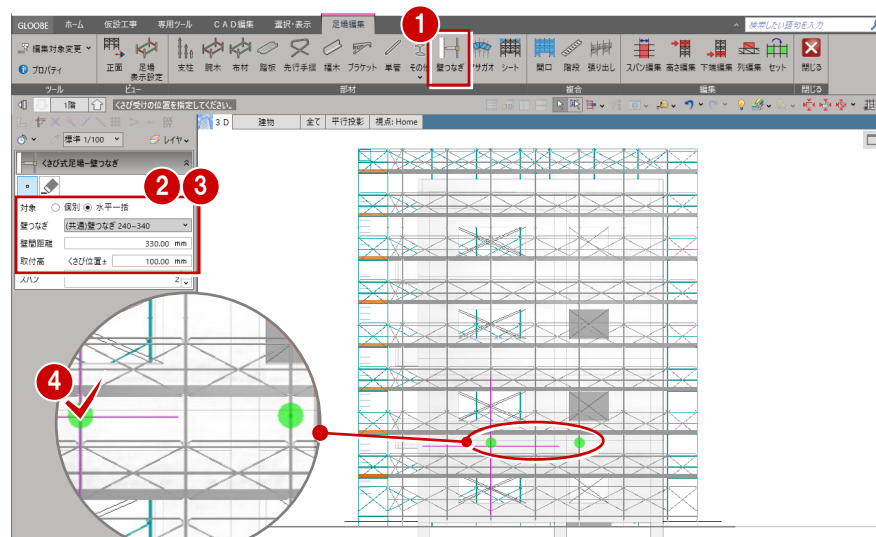 GLOOBE ホーム 仮設工事 専用ツール CAD編集 選択・表示 足場編集 検索したい語句を入力
編集対象変更
プロパティ
正面 足場表示設定 支柱 腕木 布材 踏板 先行手摺 幅木 ブラケット 単管 その他 壁つなぎ シート 開口 階段 張り出し スパン編集 高さ編集 下端編集 列編集 セット 閉じる
ツール ビュー 部材 複合 編集 閉じる
1階 くさび受けの位置を指定してください。
3D 建物 全て 平行投影 視点: Home
標準 1/100 レイヤ
くさび式足場-壁つなぎ
対象 個別 水平一括
壁つなぎ (共通)壁つなぎ 240-340
壁間距離 330.00 mm
取付高 くさび位置± 100.00 mm
スパン 2
1
2 3
4